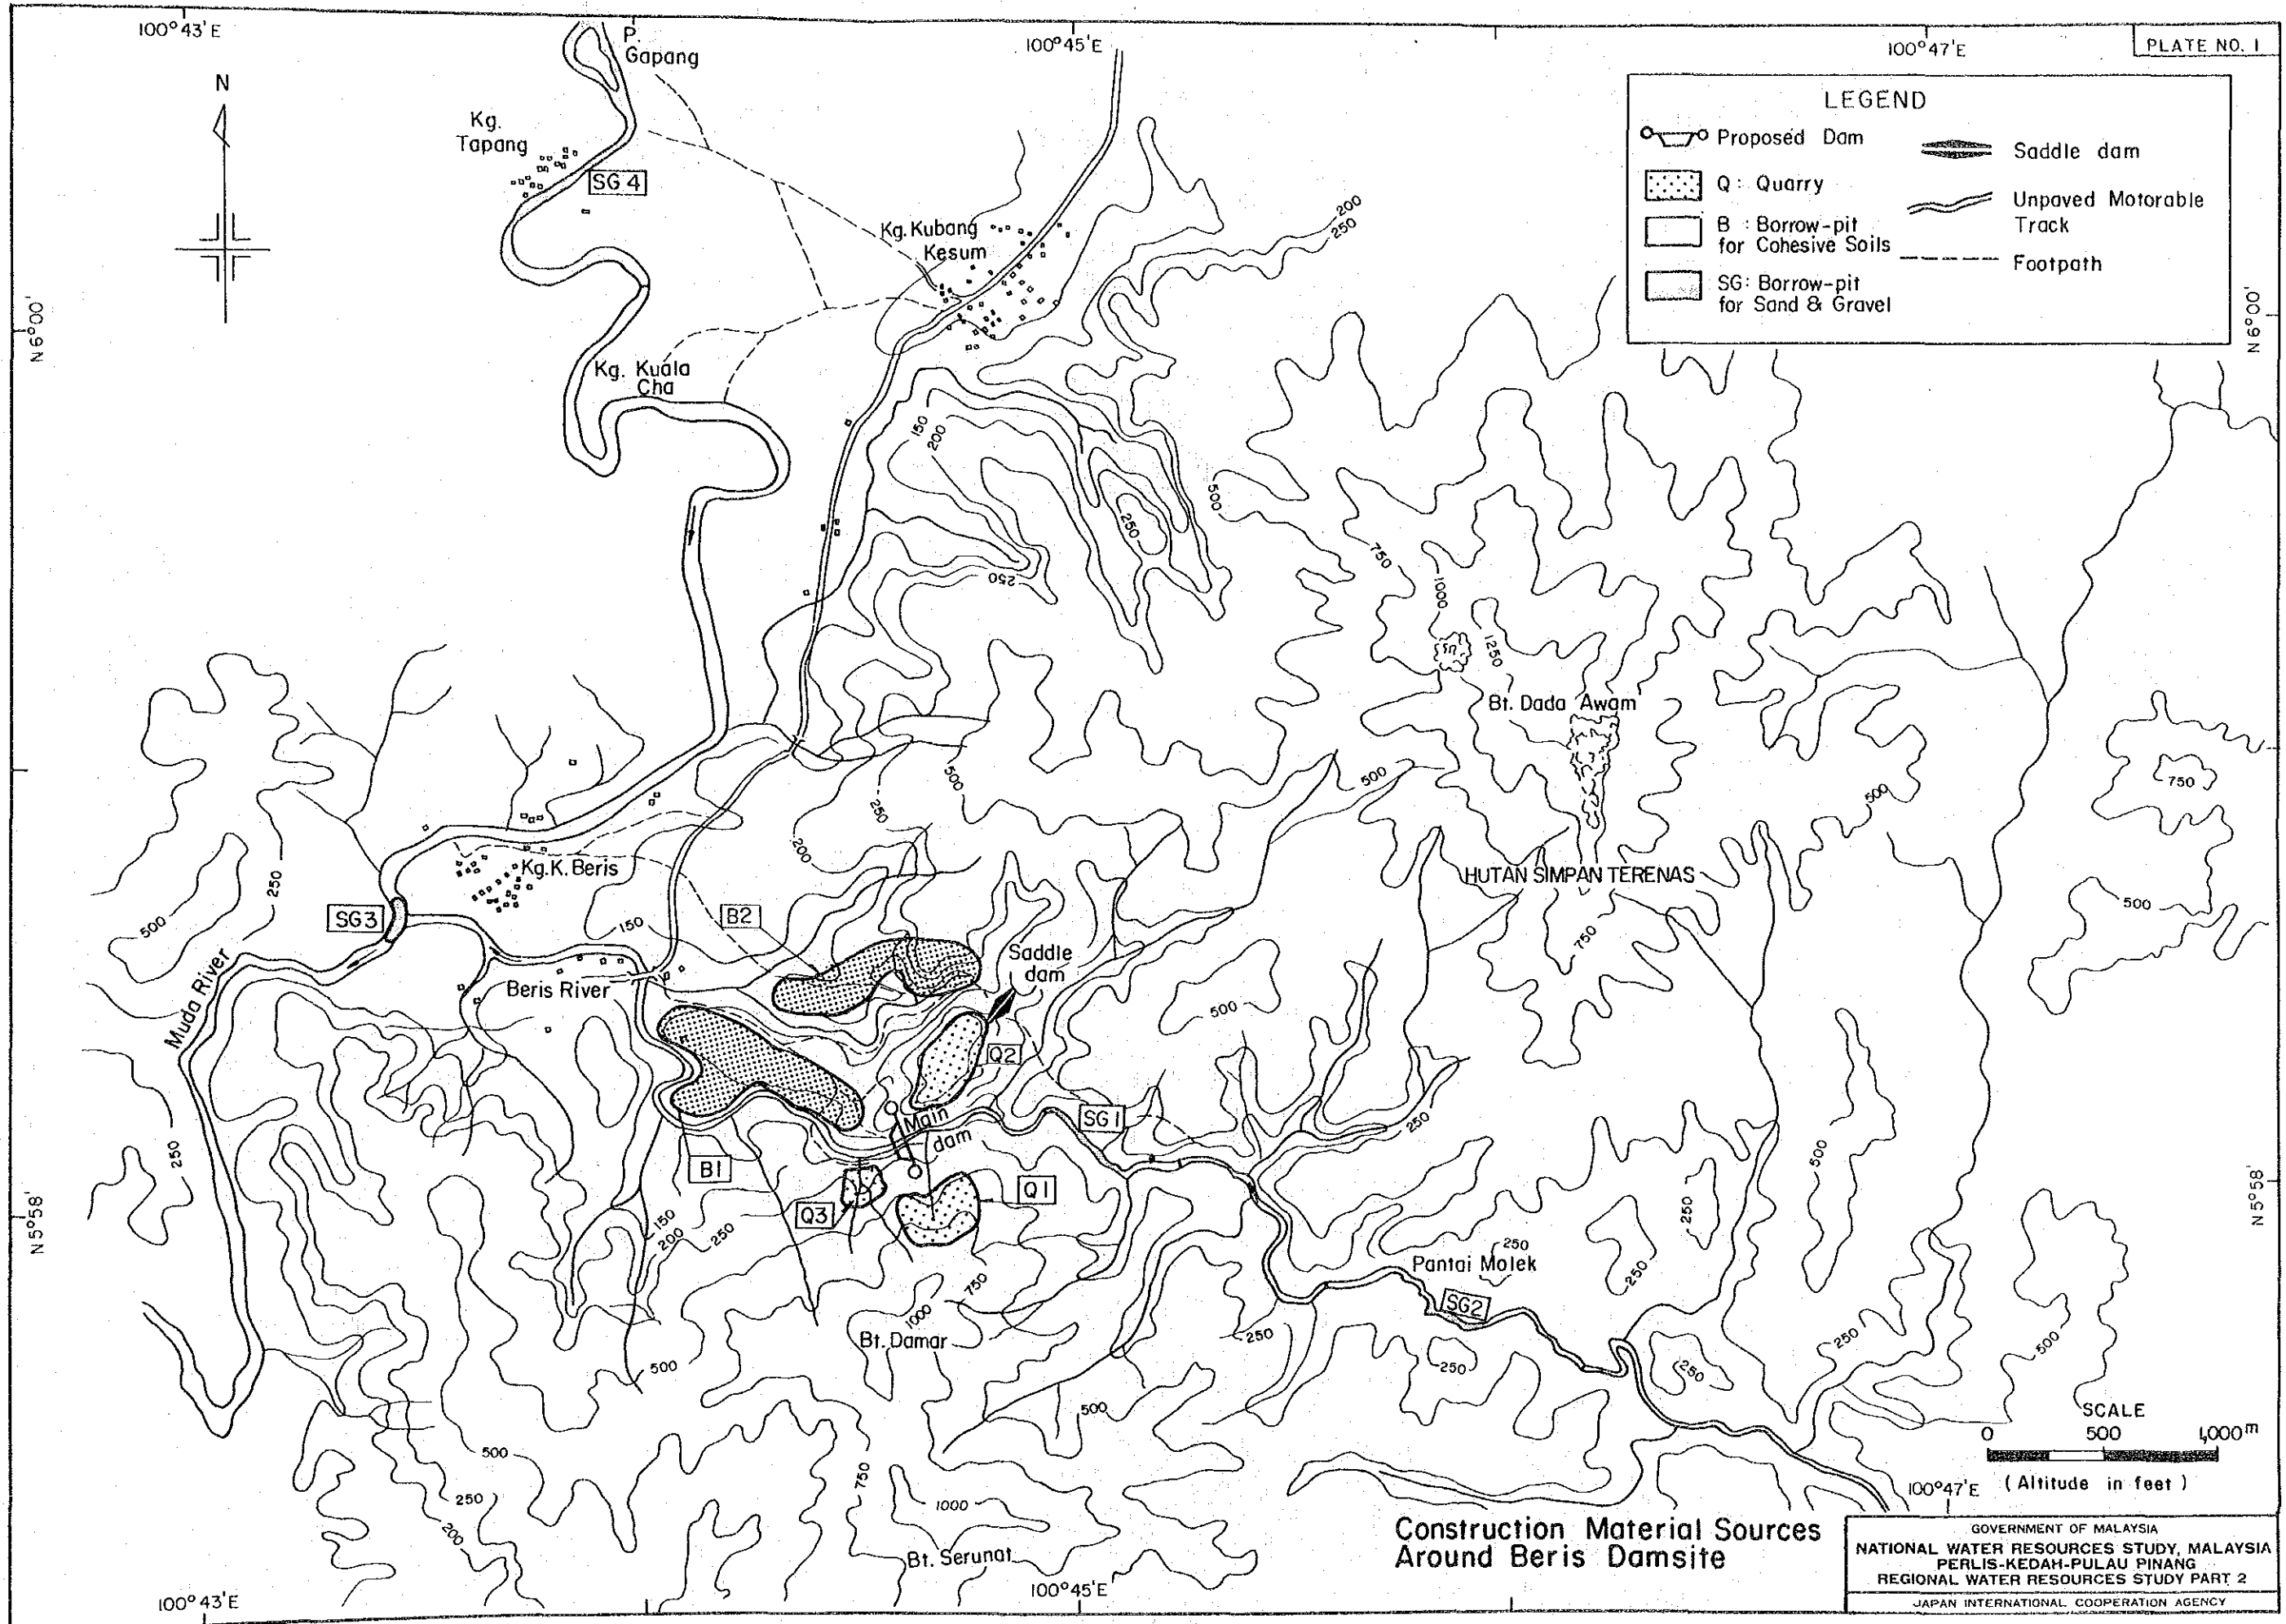 100°43'E
100°45'E
100°47'E
PLATE NO. 1
N
P.
Gapang
Kg.
Tapang
SG 4
LEGEND
Proposed Dam
Saddle dam
Q : Quarry
Unpaved Motorable
Track
B : Borrow-pit
for Cohesive Soils
Footpath
SG: Borrow-pit
for Sand & Gravel
200
250
Kg. Kubang
Kesum
N 6°00'
N 6°00'
Kg. Kuala
Cha
150
200
500
250
750
1000
250
1250
Bt. Dada Awam
500
500
750
250
500
200
250
500
Kg. K. Beris
HUTAN SIMPAN TERENAS
500
SG3
150
B2
750
Muda River
Beris River
Saddle
dam
500
Q2
Main
dam
SG 1
250
250
B1
Q1
Q3
500
N 5°58'
N 5°58'
150
200
250
250
250
Pantai Molek
250
750
1000
SG2
Bt. Damar
250
250
250
250
500
500
500
SCALE
0 500 1,000 m
(Altitude in feet)
500
250
200
750
1000
Bt. Serunat
100°47'E
Construction Material Sources
Around Beris Damsite
GOVERNMENT OF MALAYSIA
NATIONAL WATER RESOURCES STUDY, MALAYSIA
PERLIS-KEDAH-PULAU PINANG
REGIONAL WATER RESOURCES STUDY PART 2
JAPAN INTERNATIONAL COOPERATION AGENCY
100°43'E
100°45'E